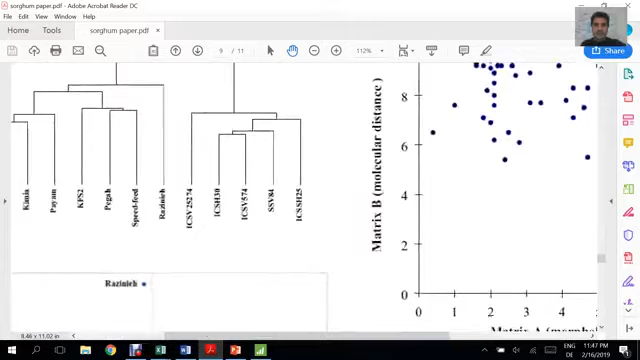 sorghum paper.pdf - Adobe Acrobat Reader DC
File Edit View Window Help
Home Tools sorghum paper.pdf ×
9 / 11 112% Share
Kimia
Payam
KFS2
Pegah
Speed-feed
Razinieh
ICSV25274
ICSH30
ICSV574
SSV84
ICSSH25
Razinieh
8.46 x 11.02 in
Matrix B (molecular distance)
8
6
4
2
0
0 1 2 3 4
Matrix A
11:47 PM
DE
2/16/2019